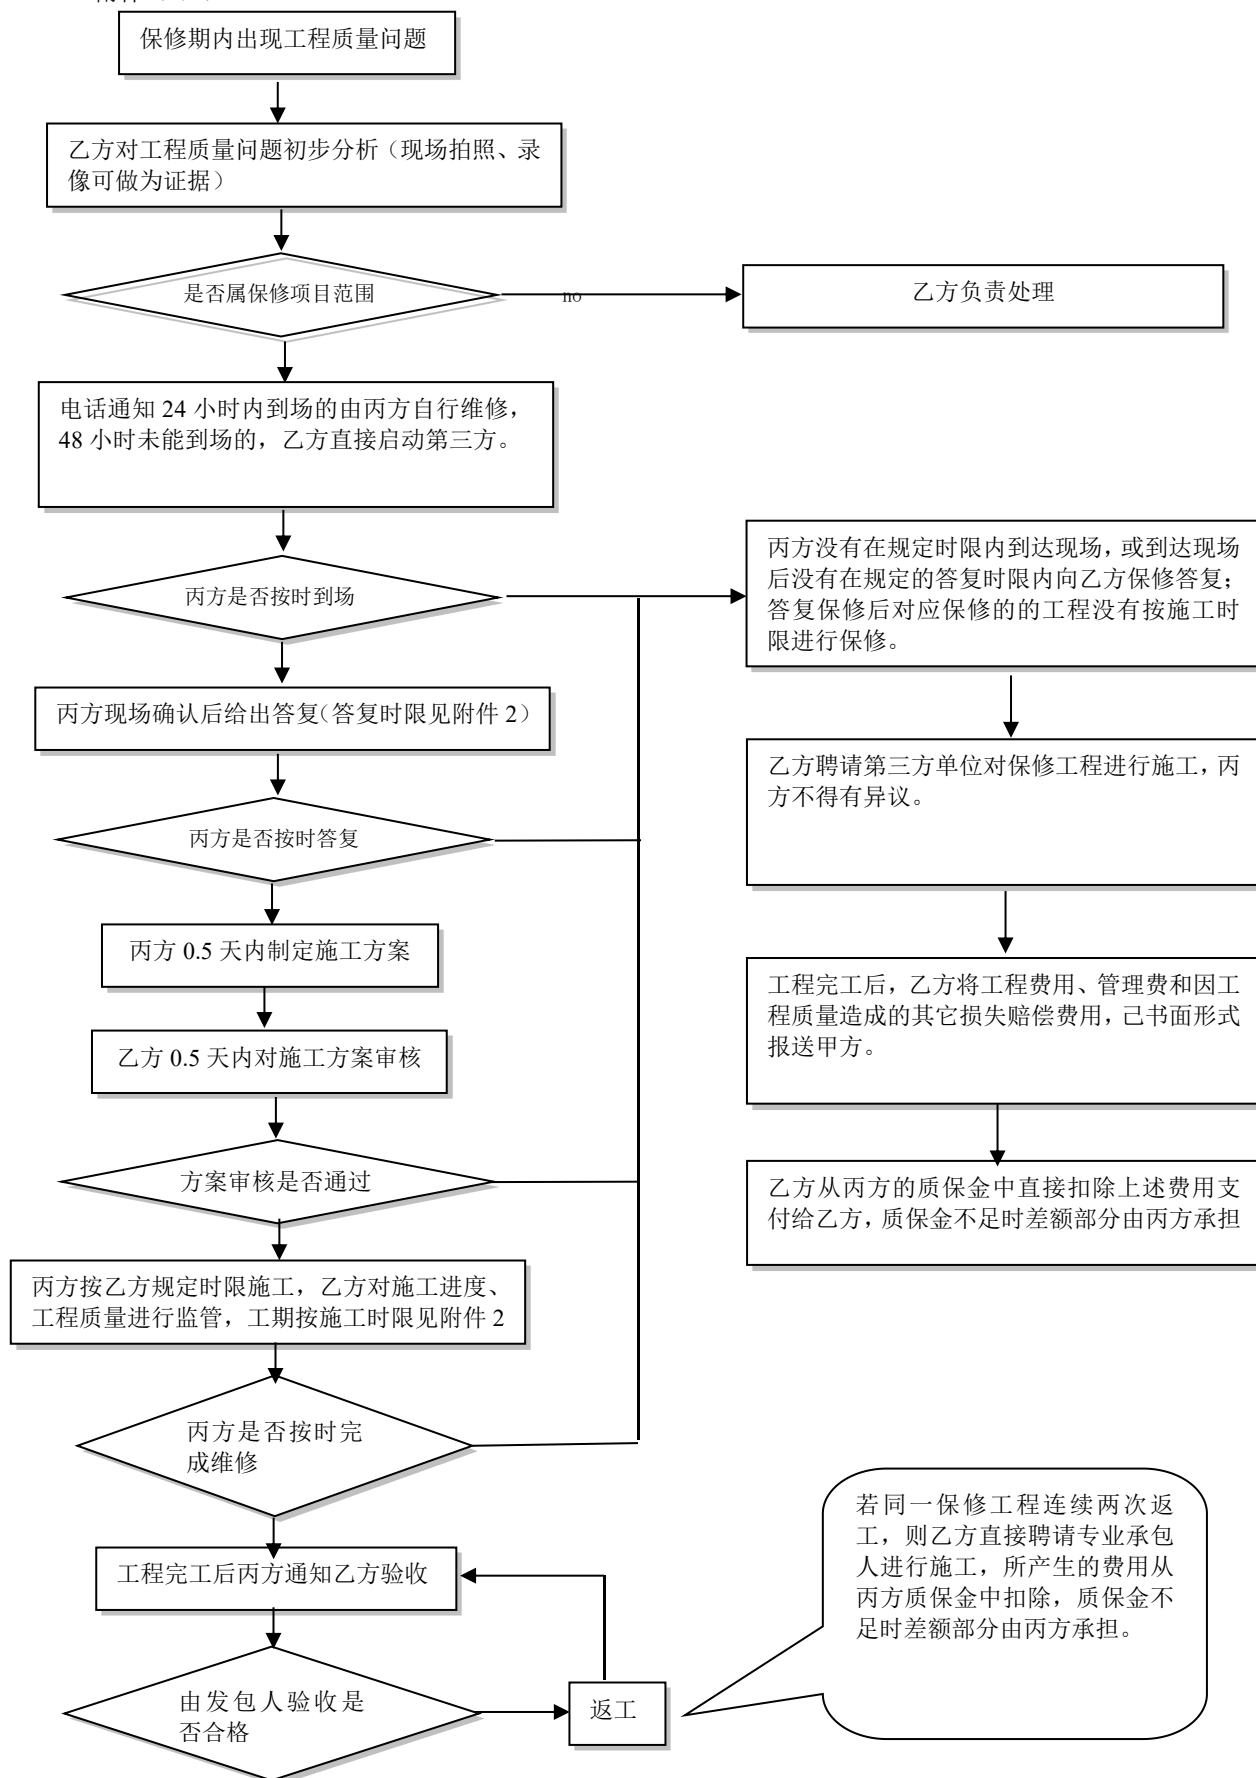 保修期内出现工程质量问题
乙方对工程质量问题初步分析（现场拍照、录
像可做为证据）
是否属保修项目范围
no
乙方负责处理
电话通知 24 小时内到场的由丙方自行维修，
48 小时未能到场的，乙方直接启动第三方。
丙方是否按时到场
丙方没有在规定时限内到达现场，或到达现场
后没有在规定的答复时限内向乙方保修答复；
答复保修后对应保修的的工程没有按施工时
限进行保修。
丙方现场确认后给出答复（答复时限见附件 2）
乙方聘请第三方单位对保修工程进行施工，丙
方不得有异议。
丙方是否按时答复
丙方 0.5 天内制定施工方案
工程完工后，乙方将工程费用、管理费和因工
程质量造成的其它损失赔偿费用，己书面形式
报送甲方。
乙方 0.5 天内对施工方案审核
方案审核是否通过
乙方从丙方的质保金中直接扣除上述费用支
付给乙方，质保金不足时差额部分由丙方承担
丙方按乙方规定时限施工，乙方对施工进度、
工程质量进行监管，工期按施工时限见附件 2
丙方是否按时完
成维修
若同一保修工程连续两次返
工，则乙方直接聘请专业承包
人进行施工，所产生的费用从
丙方质保金中扣除，质保金不
足时差额部分由丙方承担。
工程完工后丙方通知乙方验收
由发包人验收是
否合格
返工